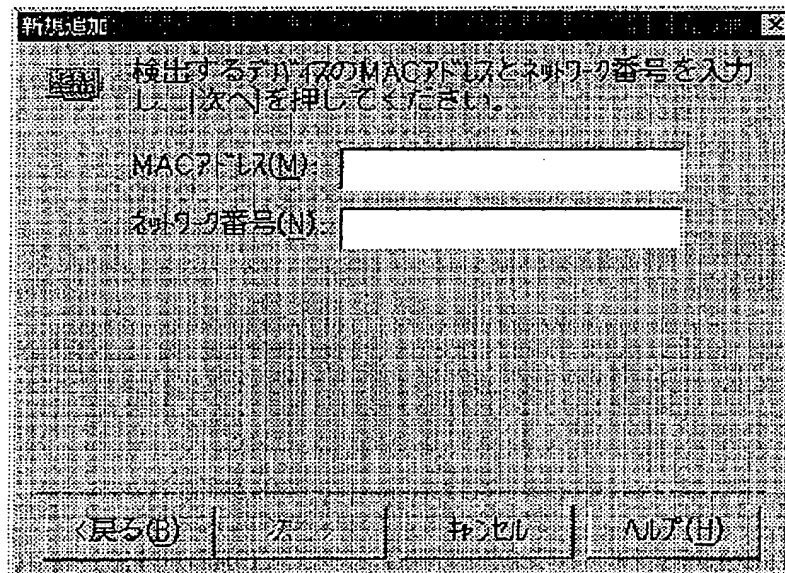 新規追加
検出するデバイスのMACアドレスとネットワーク番号を入力
し、[次へ]を押してください。
MACアドレス(M):
ネットワーク番号(N):
<戻る(B)
次へ
キャンセル
ヘルプ(H)